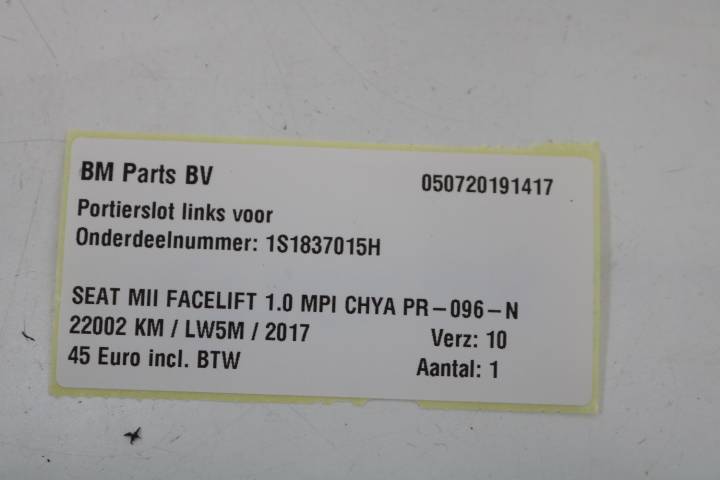 BM Parts BV 050720191417
Portierslot links voor
Onderdeelnummer: 1S1837015H
SEAT MII FACELIFT 1.0 MPI CHYA PR-096-N
22002 KM / LW5M / 2017 Verz: 10
45 Euro incl. BTW Aantal: 1